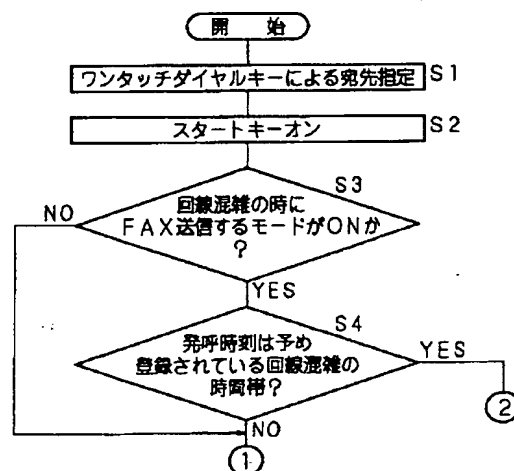 開 始
ワンタッチダイヤルキーによる宛先指定 S1
スタートキーオン S2
S3
回線混雑の時に
FAX送信するモードがONか
?
NO
YES
S4
発呼時刻は予め
登録されている回線混雑の
時間帯?
YES
②
NO
①